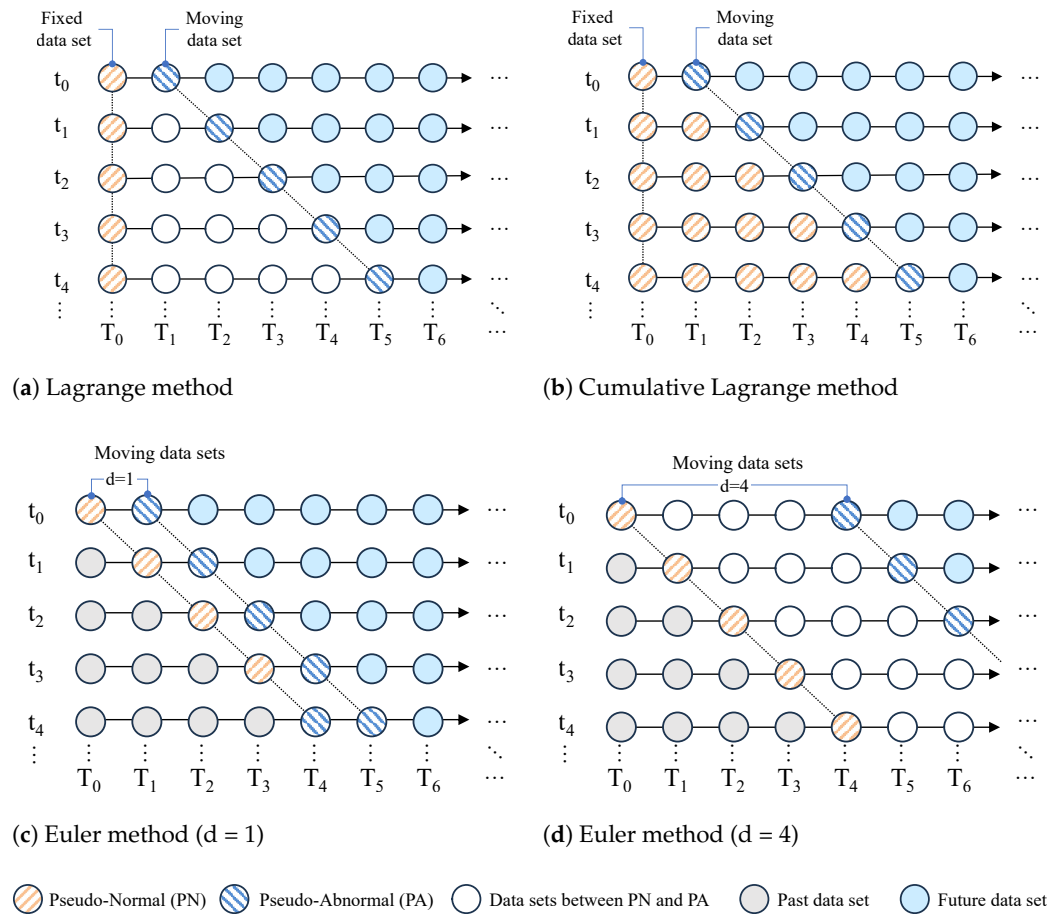 Fixed data set
Moving data set
t0 ...
t1 ...
t2 ...
t3 ...
t4 ...
⋮ ⋮ ⋮ ⋮ ⋮ ⋮ ⋮ ⋮ ⋱
T0 T1 T2 T3 T4 T5 T6 ...
(a) Lagrange method
Fixed data set
Moving data set
t0 ...
t1 ...
t2 ...
t3 ...
t4 ...
⋮ ⋮ ⋮ ⋮ ⋮ ⋮ ⋮ ⋮ ⋱
T0 T1 T2 T3 T4 T5 T6 ...
(b) Cumulative Lagrange method
Moving data sets
d=1
t0 ...
t1 ...
t2 ...
t3 ...
t4 ...
⋮ ⋮ ⋮ ⋮ ⋮ ⋮ ⋮ ⋮ ⋱
T0 T1 T2 T3 T4 T5 T6 ...
(c) Euler method (d = 1)
Moving data sets
d=4
t0 ...
t1 ...
t2 ...
t3 ...
t4 ...
⋮ ⋮ ⋮ ⋮ ⋮ ⋮ ⋮ ⋮ ⋱
T0 T1 T2 T3 T4 T5 T6 ...
(d) Euler method (d = 4)
Pseudo-Normal (PN) Pseudo-Abnormal (PA) Data sets between PN and PA Past data set Future data set